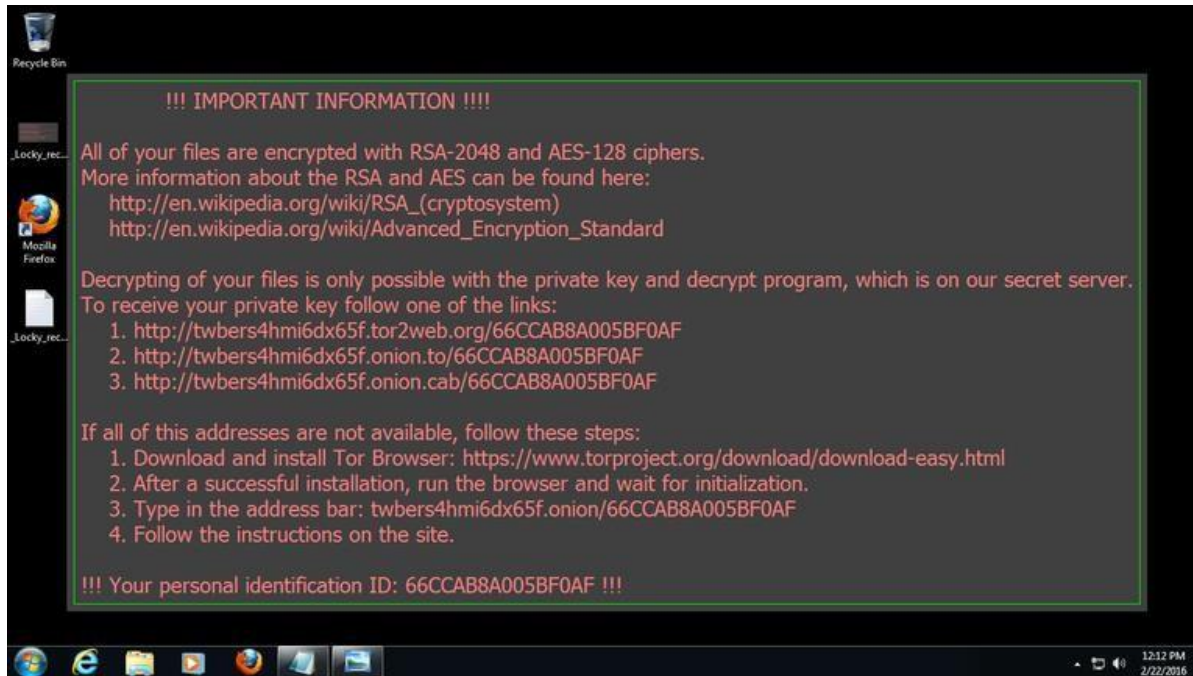 Recycle Bin
_Locky_rec...
Mozilla
Firefox
_Locky_rec...
!!! IMPORTANT INFORMATION !!!!
All of your files are encrypted with RSA-2048 and AES-128 ciphers.
More information about the RSA and AES can be found here:
http://en.wikipedia.org/wiki/RSA_(cryptosystem)
http://en.wikipedia.org/wiki/Advanced_Encryption_Standard
Decrypting of your files is only possible with the private key and decrypt program, which is on our secret server.
To receive your private key follow one of the links:
1. http://twbers4hmi6dx65f.tor2web.org/66CCAB8A005BF0AF
2. http://twbers4hmi6dx65f.onion.to/66CCAB8A005BF0AF
3. http://twbers4hmi6dx65f.onion.cab/66CCAB8A005BF0AF
If all of this addresses are not available, follow these steps:
1. Download and install Tor Browser: https://www.torproject.org/download/download-easy.html
2. After a successful installation, run the browser and wait for initialization.
3. Type in the address bar: twbers4hmi6dx65f.onion/66CCAB8A005BF0AF
4. Follow the instructions on the site.
!!! Your personal identification ID: 66CCAB8A005BF0AF !!!
12:12 PM
2/22/2016